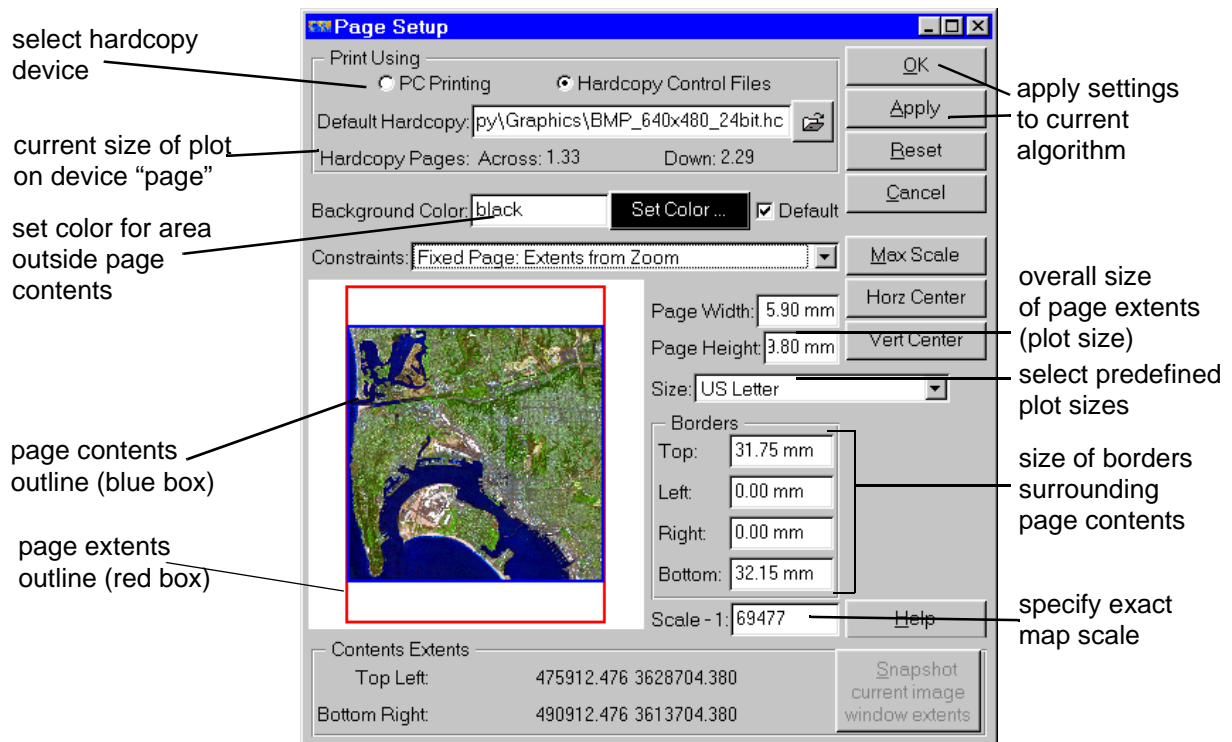 select hardcopy
device
current size of plot
on device “page”
set color for area
outside page
contents
page contents
outline (blue box)
page extents
outline (red box)
Page Setup
Print Using
PC Printing
Hardcopy Control Files
Default Hardcopy: py\Graphics\BMP_640x480_24bit.hc
Hardcopy Pages: Across: 1.33 Down: 2.29
Background Color: black Set Color ... Default
Constraints: Fixed Page: Extents from Zoom
Page Width: 5.90 mm
Page Height: 9.80 mm
Size: US Letter
Borders
Top: 31.75 mm
Left: 0.00 mm
Right: 0.00 mm
Bottom: 32.15 mm
Scale - 1: 69477
Contents Extents
Top Left: 475912.476 3628704.380
Bottom Right: 490912.476 3613704.380
OK
Apply
Reset
Cancel
Max Scale
Horz Center
Vert Center
Help
Snapshot
current image
window extents
apply settings
to current
algorithm
overall size
of page extents
(plot size)
select predefined
plot sizes
size of borders
surrounding
page contents
specify exact
map scale